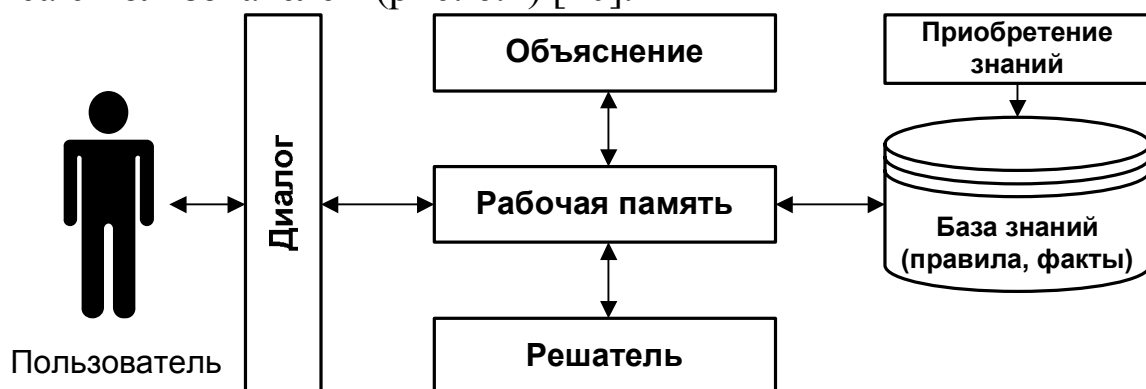 Объяснение
Приобретение
знаний
Диалог
Рабочая память
База знаний
(правила, факты)
Решатель
Пользователь